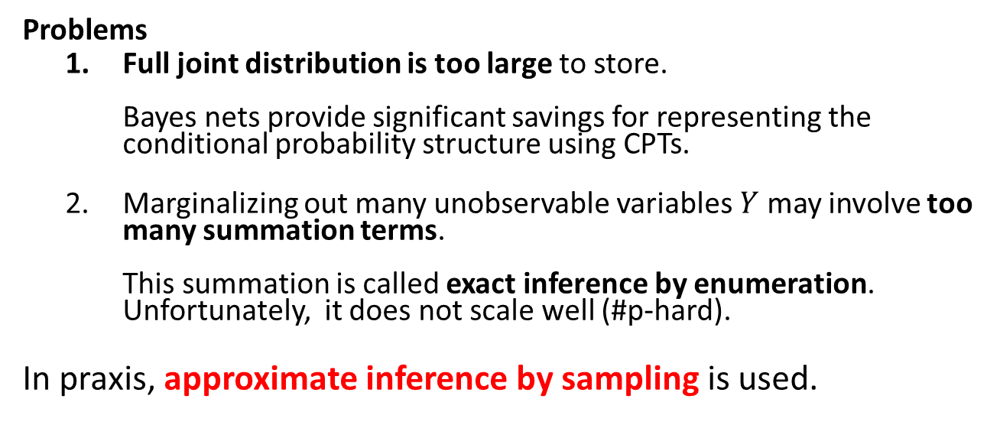 Problems
1. Full joint distribution is too large to store.
Bayes nets provide significant savings for representing the
conditional probability structure using CPTs.
2. Marginalizing out many unobservable variables Y may involve too
many summation terms.
This summation is called exact inference by enumeration.
Unfortunately, it does not scale well (#p-hard).
In praxis, approximate inference by sampling is used.